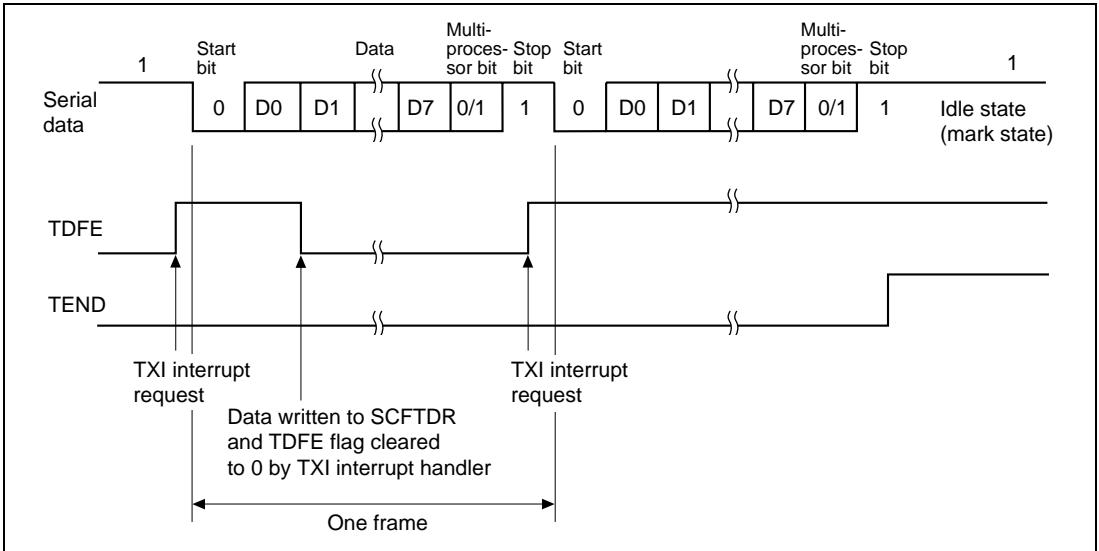 1
Start
bit
Data
Multi-
proces-
sor bit
Stop
bit
Start
bit
Multi-
proces-
sor bit
Stop
bit
1
Serial
data
0 D0 D1 D7 0/1 1 0 D0 D1 D7 0/1 1
Idle state
(mark state)
TDFE
TEND
TXI interrupt
request
Data written to SCFTDR
and TDFE flag cleared
to 0 by TXI interrupt handler
TXI interrupt
request
One frame